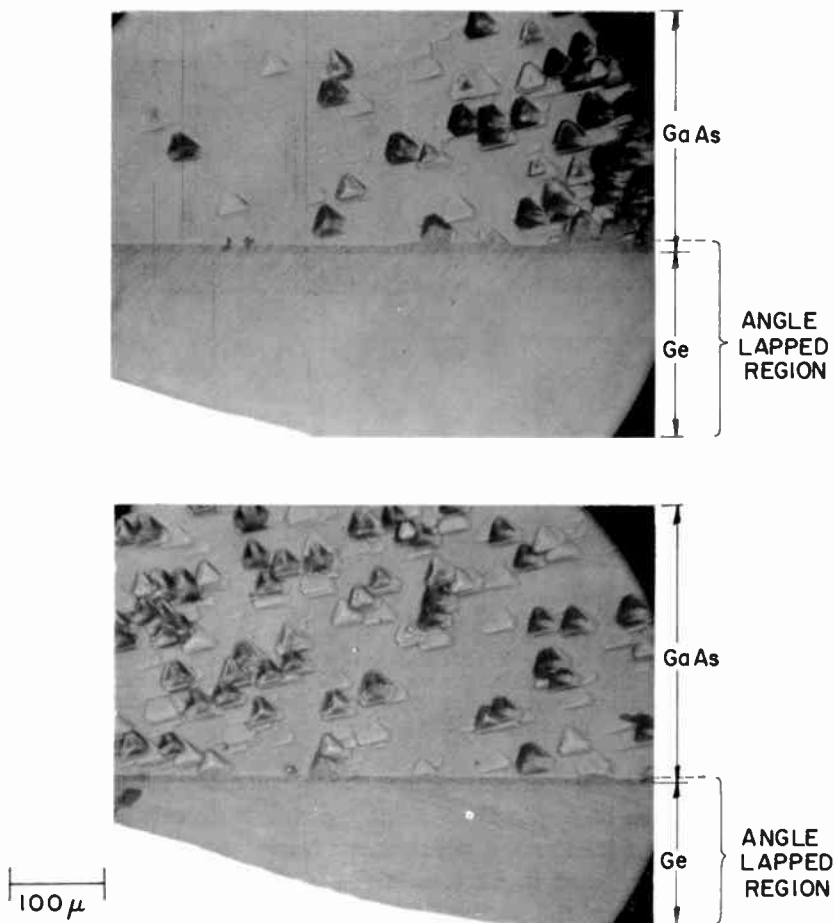 Ga As
Ge
ANGLE
LAPPED
REGION
Ga As
Ge
ANGLE
LAPPED
REGION
100 μ